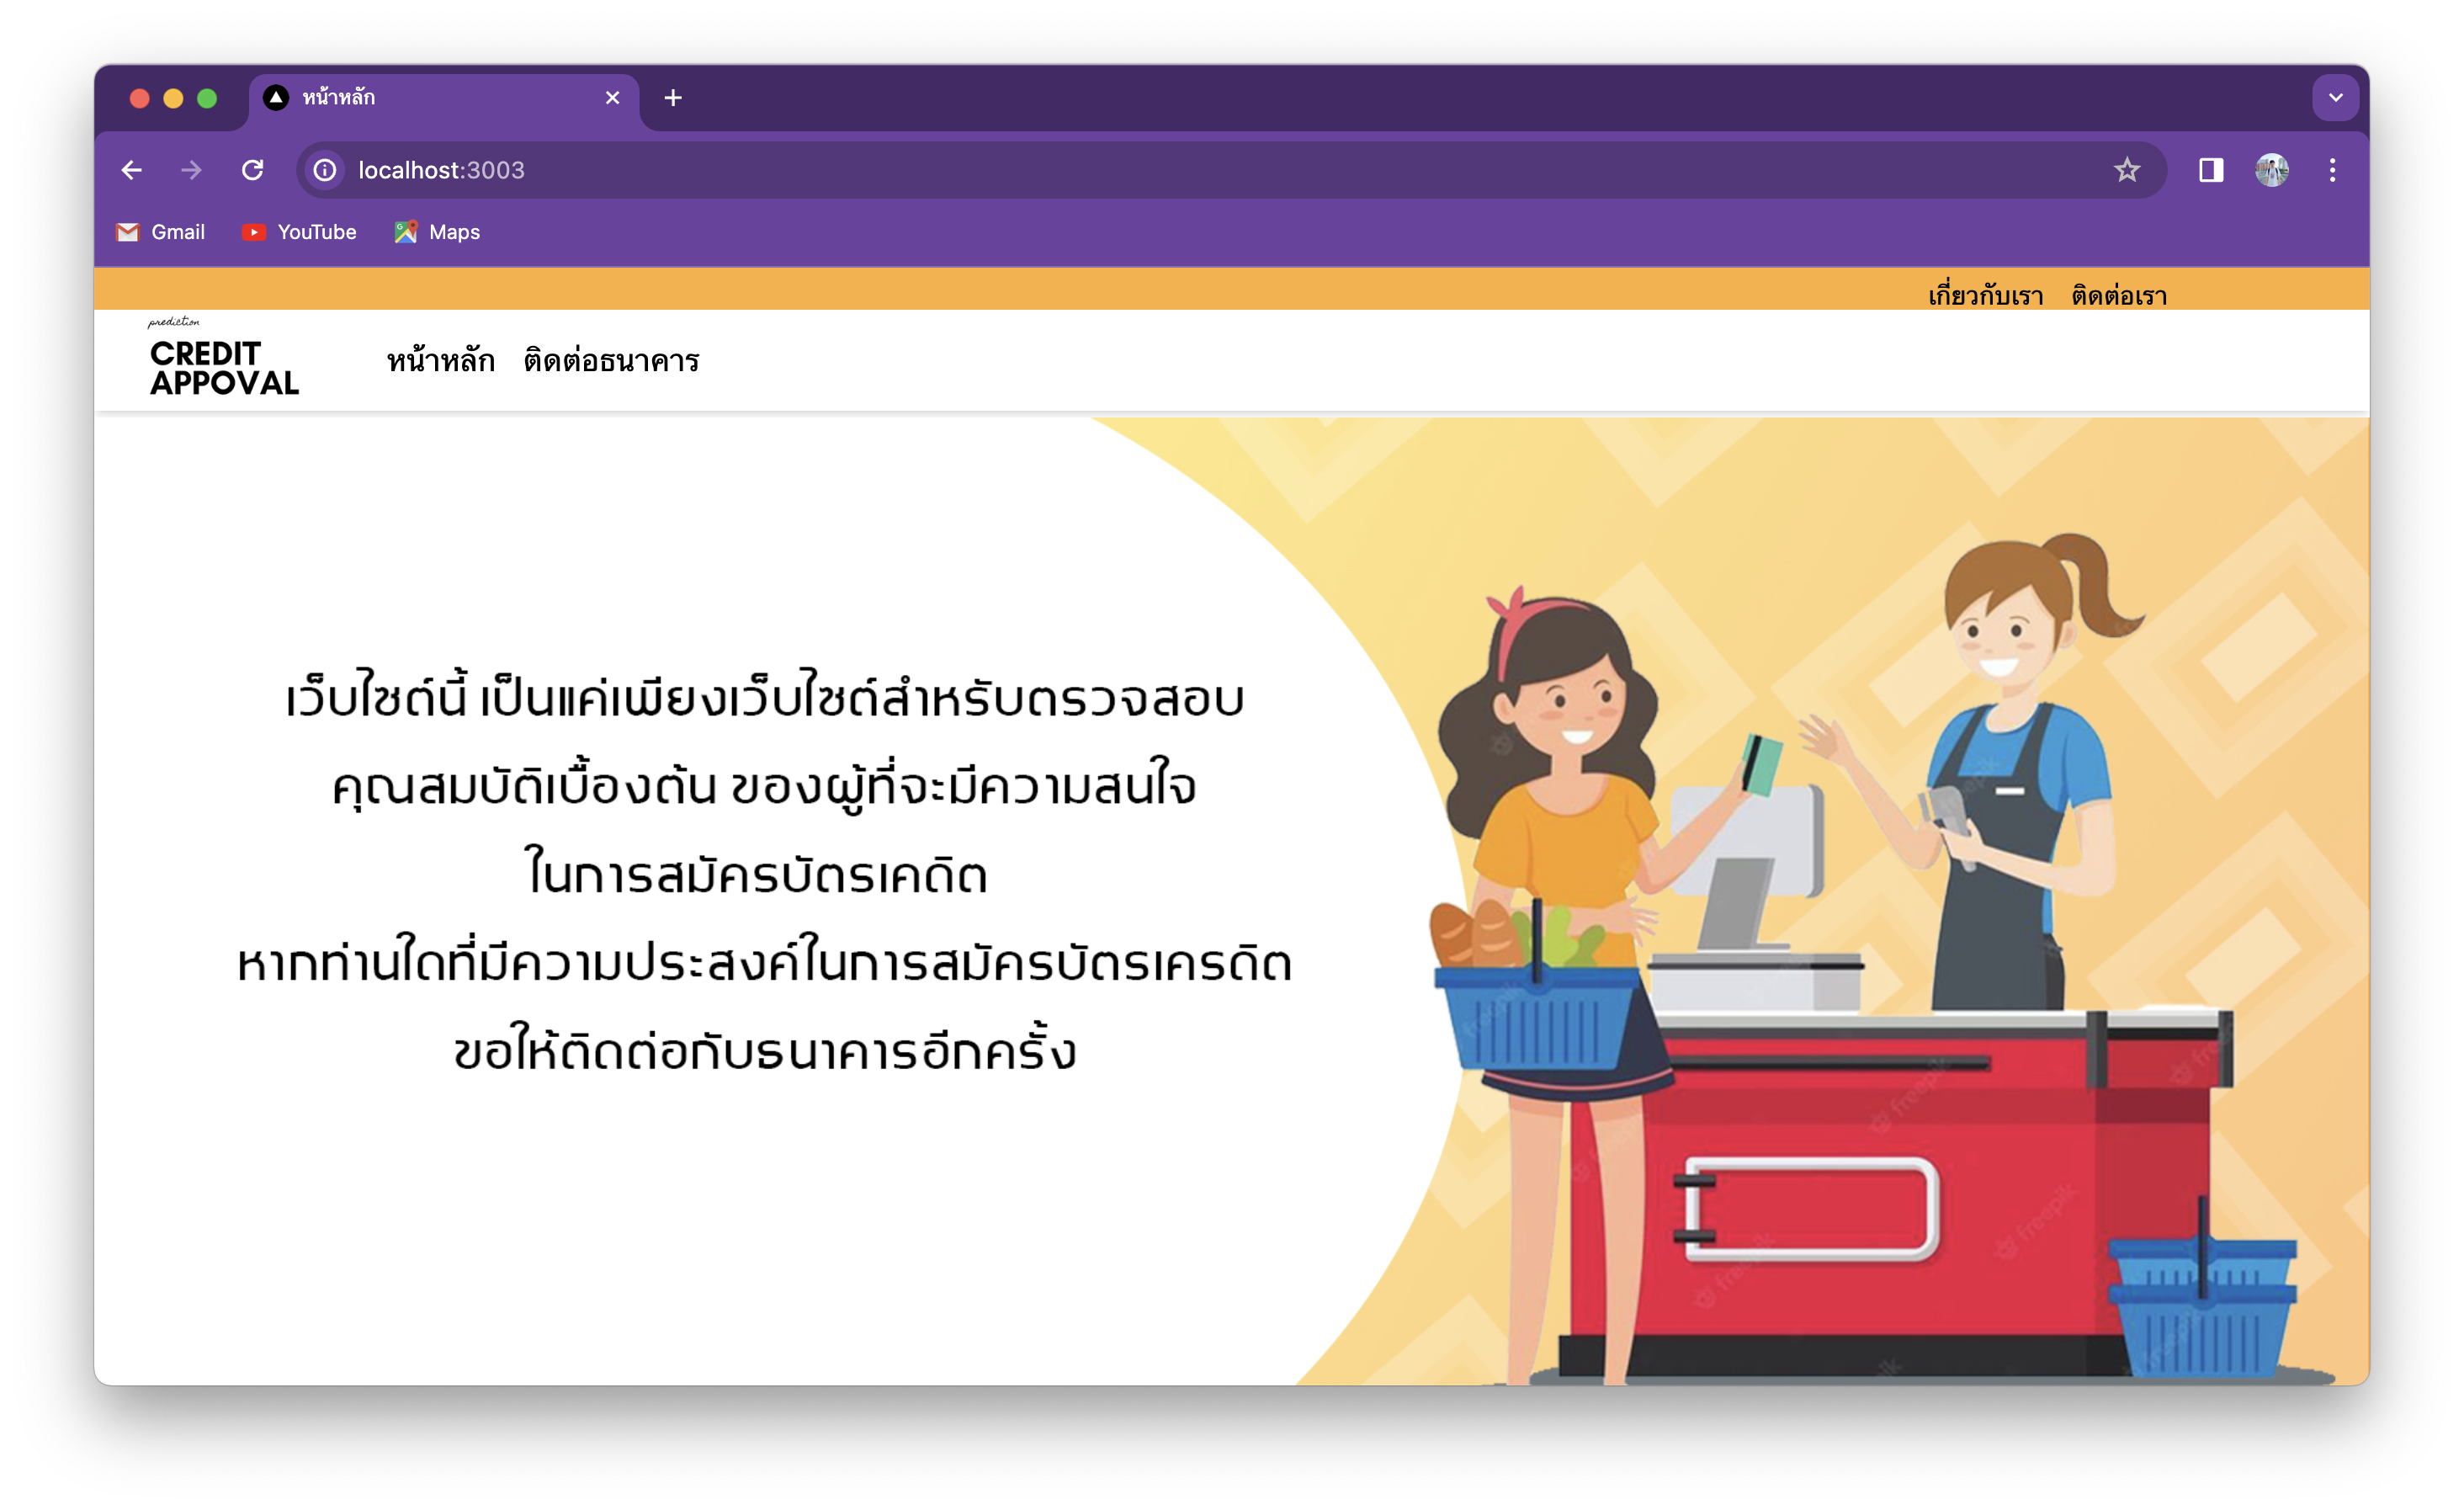 หน้าหลัก
localhost:3003
Gmail YouTube Maps
เกี่ยวกับเรา ติดต่อเรา
prediction
CREDIT
APPOVAL
หน้าหลัก ติดต่อธนาคาร
เว็บไซต์นี้ เป็นแค่เพียงเว็บไซต์สำหรับตรวจสอบ
คุณสมบัติเบื้องต้น ของผู้ที่จะมีความสนใจ
ในการสมัครบัตรเคดิต
หากท่านใดที่มีความประสงค์ในการสมัครบัตรเครดิต
ขอให้ติดต่อกับธนาคารอีกครั้ง
freepik
freepik
freepik
freepik